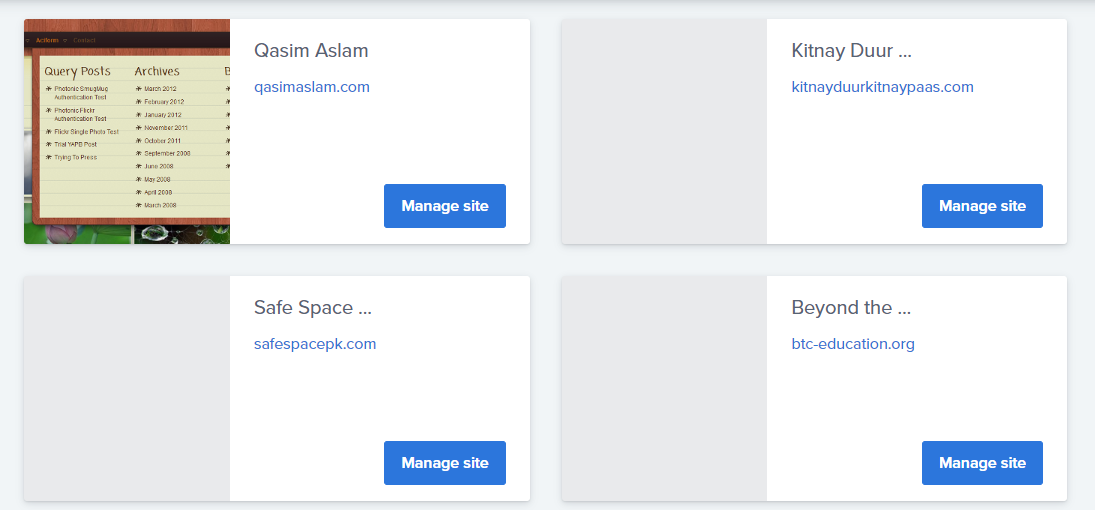 Qasim Aslam
qasimaslam.com
Manage site
Actiform
Contact
Query Posts
Photonic SmugMug
Authentication Test
Photonic Flickr
Authentication Test
Flickr Single Photo Test
Trial YAPB Post
Trying To Press
Archives
March 2012
February 2012
January 2012
November 2011
October 2011
September 2008
June 2008
May 2008
April 2008
March 2008
Kitnay Duur ...
kitnayduurkitnaypaas.com
Manage site
Safe Space ...
safespacepk.com
Manage site
Beyond the ...
btc-education.org
Manage site